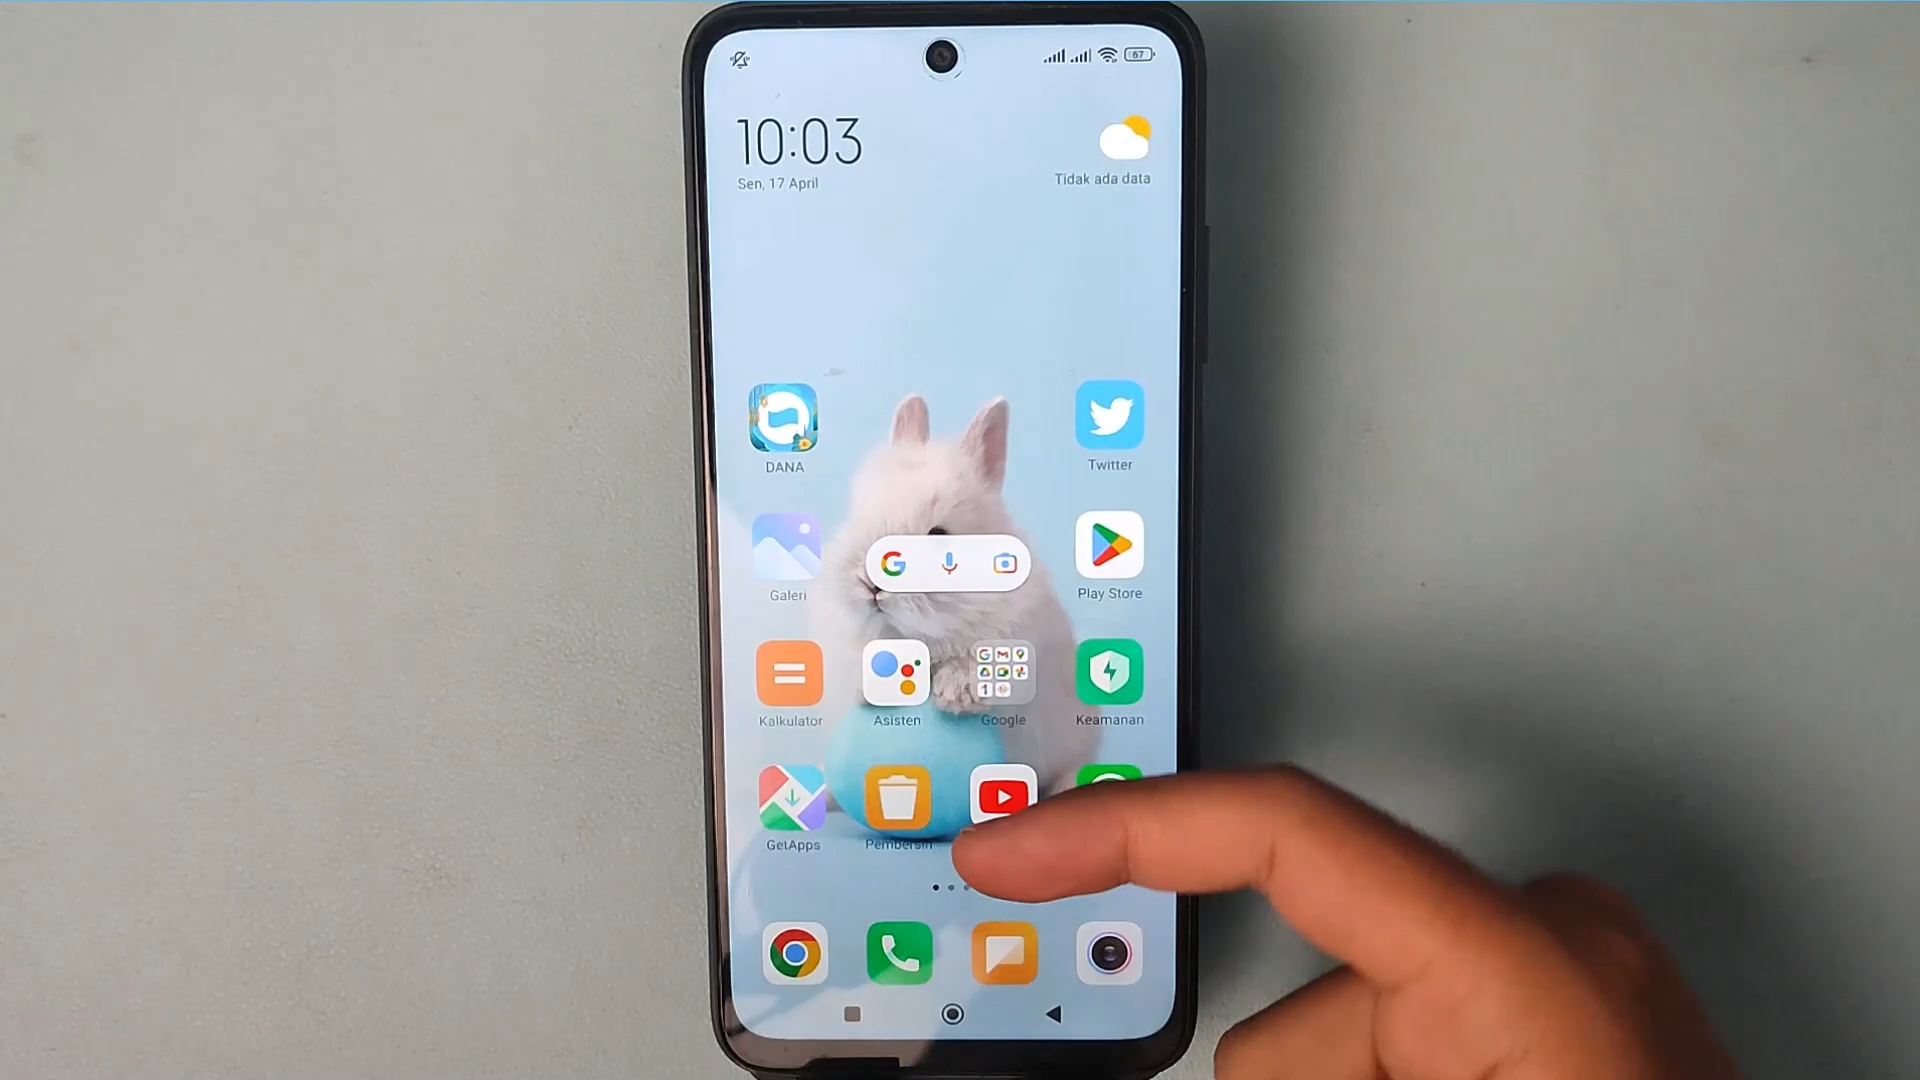 67
10:03
Sen, 17 April
Tidak ada data
DANA
Twitter
Galeri
Play Store
Kalkulator
Asisten
Google
Keamanan
GetApps
Pembersih